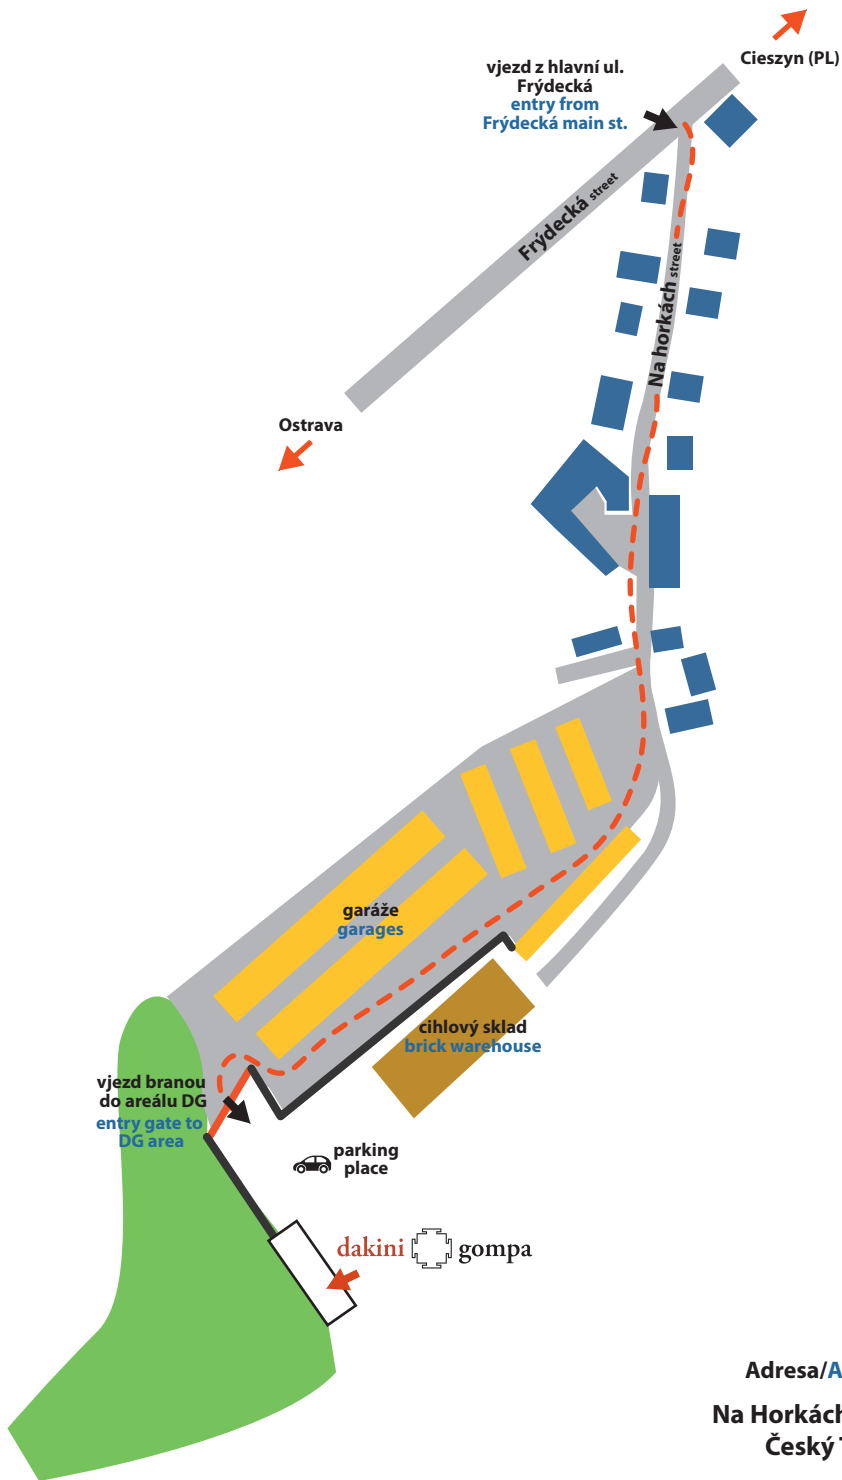 Cieszyn (PL)
vjezd z hlavní ul.
Frýdecká
entry from
Frýdecká main st.
Frýdecká street
Na horkách street
Ostrava
garáže
garages
cihlový sklad
brick warehouse
vjezd branou
do areálu DG
entry gate to
DG area
parking
place
dakini gompa
Adresa/A
Na Horkách
Český